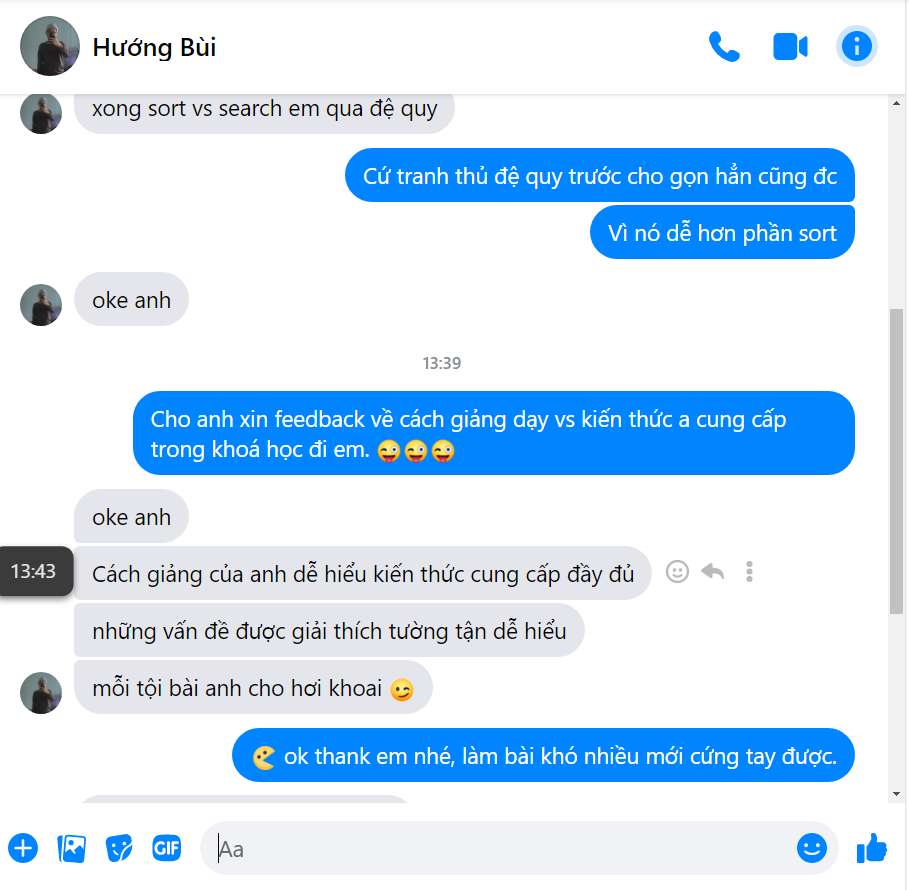 Hướng Bùi
xong sort vs search em qua đệ quy
Cứ tranh thủ đệ quy trước cho gọn hẳn cũng đc
Vì nó dễ hơn phần sort
oke anh
13:39
Cho anh xin feedback về cách giảng dạy vs kiến thức a cung cấp
trong khoá học đi em. 😜😜😜
oke anh
13:43
Cách giảng của anh dễ hiểu kiến thức cung cấp đầy đủ
những vấn đề được giải thích tường tận dễ hiểu
mỗi tội bài anh cho hơi khoai 😉
ok thank em nhé, làm bài khó nhiều mới cứng tay được.
GIF
Aa